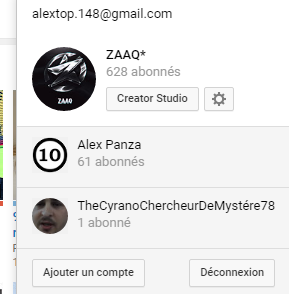 alextop.148@gmail.com
ZAAQ*
628 abonnés
ZAAQ
Creator Studio
10
Alex Panza
61 abonnés
TheCyranoChercheurDeMystére78
1 abonné
Ajouter un compte
Déconnexion